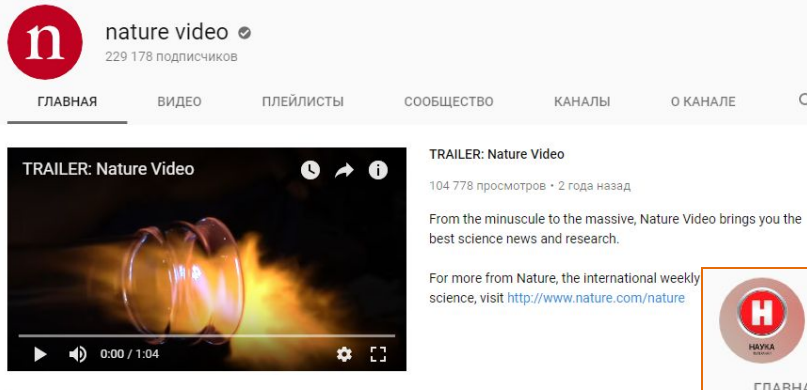 n
nature video
229 178 подписчиков
ГЛАВНАЯ ВИДЕО ПЛЕЙЛИСТЫ СООБЩЕСТВО КАНАЛЫ О КАНАЛЕ
TRAILER: Nature Video
0:00 / 1:04
TRAILER: Nature Video
104 778 просмотров • 2 года назад
From the minuscule to the massive, Nature Video brings you the
best science news and research.
For more from Nature, the international weekly
science, visit http://www.nature.com/nature
Н
НАУКА
ГЛАВНА